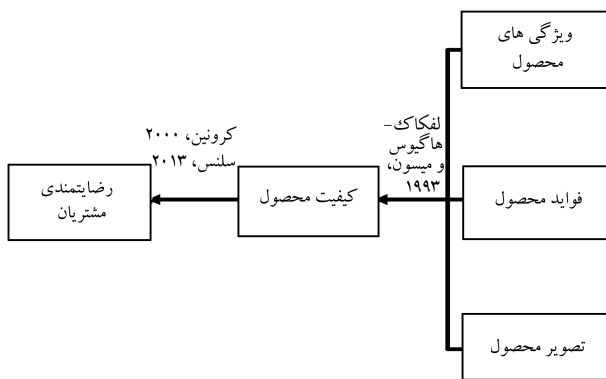 ویژگی های
محصول
لفکاک-
هاگیوس
و میسون،
۱۹۹۳
کرونین، ۲۰۰۰
سلنس، ۲۰۱۳
رضایتمندی
مشتریان
کیفیت محصول
فواید محصول
تصویر محصول